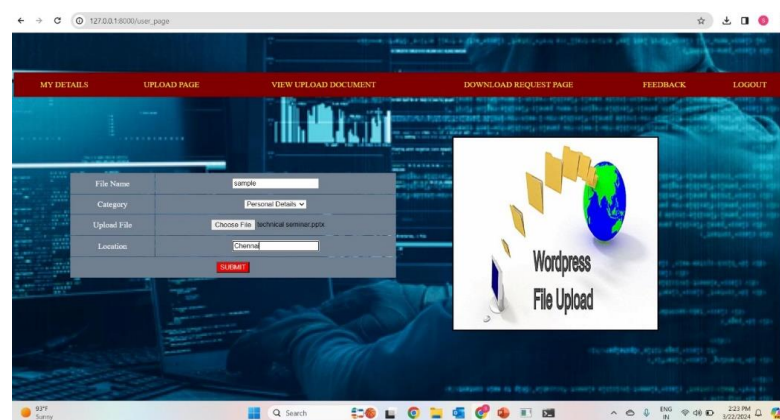 127.0.0.1:8000/user_page
MY DETAILS UPLOAD PAGE VIEW UPLOAD DOCUMENT DOWNLOAD REQUEST PAGE FEEDBACK LOGOUT
File Name sample
Category Personal Details
Upload File Choose File technical seminar.pptx
Location Chennai
SUBMIT
Wordpress
File Upload
93°F
Sunny
Search
ENG
IN
2:23 PM
3/22/2024